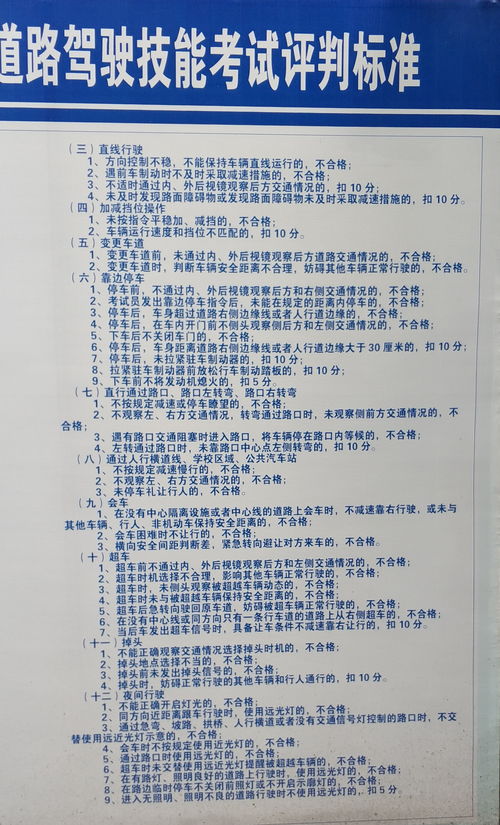 道路驾驶技能考试评判标准
（三）直线行驶
1、方向控制不稳，不能保持车辆直线运行的，不合格；
2、遇前车制动时不及时采取减速措施的，不合格；
3、不适时通过内、外后视镜观察后方交通情况的，扣10分；
4、未及时发现路面障碍物或发现路面障碍物未及时采取减速措施的，扣10分。
（四）加减挡位操作
1、未按指令平稳加、减挡的，不合格；
2、车辆运行速度和挡位不匹配的，扣10分。
（五）变更车道
1、变更车道前，未通过内、外后视镜观察后方道路交通情况的，不合格；
2、变更车道时，判断车辆安全距离不合理，妨碍其他车辆正常行驶的，不合格。
（六）靠边停车
1、停车前，不通过内、外后视镜观察后方和右侧交通情况的，不合格；
2、考试员发出靠边停车指令后，未能在规定的距离内停车的，不合格；
3、停车后，车身超过道路右侧边缘线或者人行道边缘的，不合格；
4、停车后，在车内开门前不侧头观察侧后方和左侧交通情况的，不合格；
5、下车后不关闭车门的，不合格；
6、停车后，车身距离道路右侧边缘线或者人行道边缘大于30厘米的，扣10分；
7、停车后，未拉紧驻车制动器的，扣10分；
8、拉紧驻车制动器前放松行车制动踏板的，扣10分；
9、下车前不将发动机熄火的，扣5分。
（七）直行通过路口、路口左转弯、路口右转弯
1、不按规定减速或停车瞭望的，不合格；
2、不观察左、右方交通情况，转弯通过路口时，未观察侧前方交通情况的，不
合格；
3、遇有路口交通阻塞时进入路口，将车辆停在路口内等候的，不合格；
4、左转通过路口时，未靠路口中心点左侧转弯的，扣10分。
（八）通过人行横道线、学校区域、公共汽车站
1、不按规定减速慢行的，不合格；
2、不观察左、右方交通情况的，不合格；
3、未停车礼让行人的，不合格。
（九）会车
1、在没有中心隔离设施或者中心线的道路上会车时，不减速靠右行驶，或未与
其他车辆、行人、非机动车保持安全距离的，不合格；
2、会车困难时不让行的，不合格；
3、横向安全间距判断差，紧急转向避让对方来车的，不合格。
（十）超车
1、超车前不通过内、外后视镜观察后方和左侧交通情况的，不合格；
2、超车时机选择不合理，影响其他车辆正常行驶的，不合格；
3、超车时，未侧头观察被超越车辆动态的，不合格；
4、超车时未与被超越车辆保持安全距离的，不合格；
5、超车后急转向驶回原车道，妨碍被超车辆正常行驶的，不合格；
6、在没有中心线或同方向只有一条行车道的道路上从右侧超车的，不合格；
7、当后车发出超车信号时，具备让车条件不减速靠右让行的，扣10分。
（十一）掉头
1、不能正确观察交通情况选择掉头时机的，不合格；
2、掉头地点选择不当的，不合格；
3、掉头前未发出掉头信号的，不合格；
4、掉头时，妨碍正常行驶的其他车辆和行人通行的，扣10分。
（十二）夜间行驶
1、不能正确开启灯光的，不合格；
2、同方向近距离跟车行驶时，使用远光灯的，不合格；
3、通过急弯、坡路、拱桥、人行横道或者没有交通信号灯控制的路口时，不交
替使用远近光灯示意的，不合格；
4、会车时不按规定使用近光灯的，不合格；
5、通过路口时使用远光灯的，不合格；
6、超车时未交替使用远近光灯提醒被超越车辆的，不合格；
7、在有路灯、照明良好的道路上行驶时，使用远光灯的，不合格；
8、在路边临时停车不关闭前照灯或不开启示廓灯的，不合格；
9、进入无照明、照明不良的道路行驶时不使用远光灯的，扣5分。